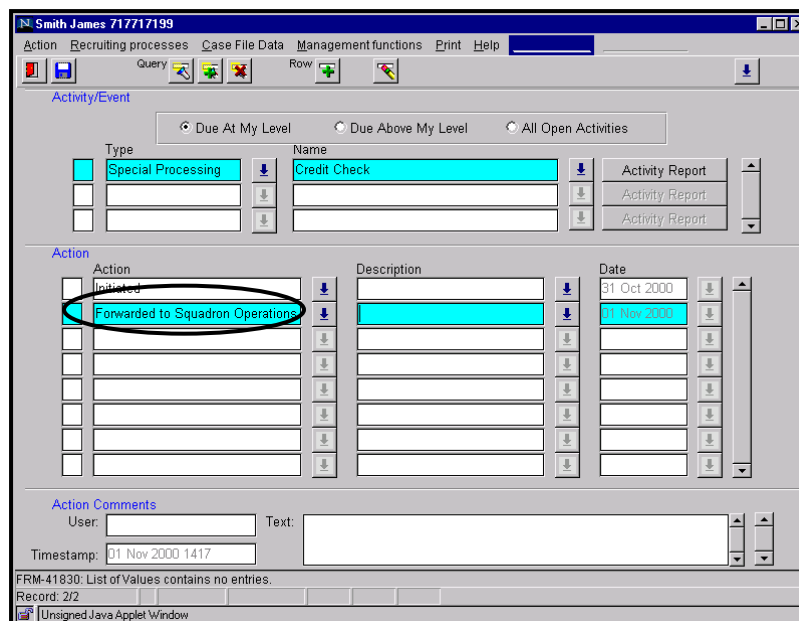 Smith James 717717199
Action Recruiting processes Case File Data Management functions Print Help
Query Row
Activity/Event
Due At My Level Due Above My Level All Open Activities
Type Name
Special Processing Credit Check Activity Report
Activity Report
Activity Report
Action
Action Description Date
Initiated 31 Oct 2000
Forwarded to Squadron Operations 01 Nov 2000
Action Comments
User: Text:
Timestamp: 01 Nov 2000 1417
FRM-41830: List of Values contains no entries.
Record: 2/2
Unsigned Java Applet Window